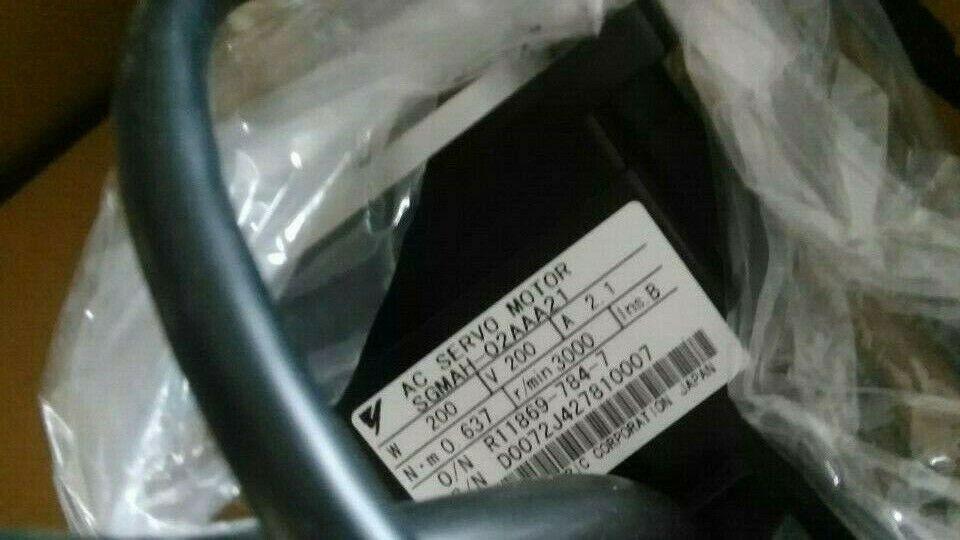 AC SERVO MOTOR
SGMAH-02AAA21
W 200 V 200 A 2.1
N·m 0.637 r/min 3000 Ins.B
O/N R11869-784-7
S/N D0072J427810007
RIC CORPORATION JAPAN